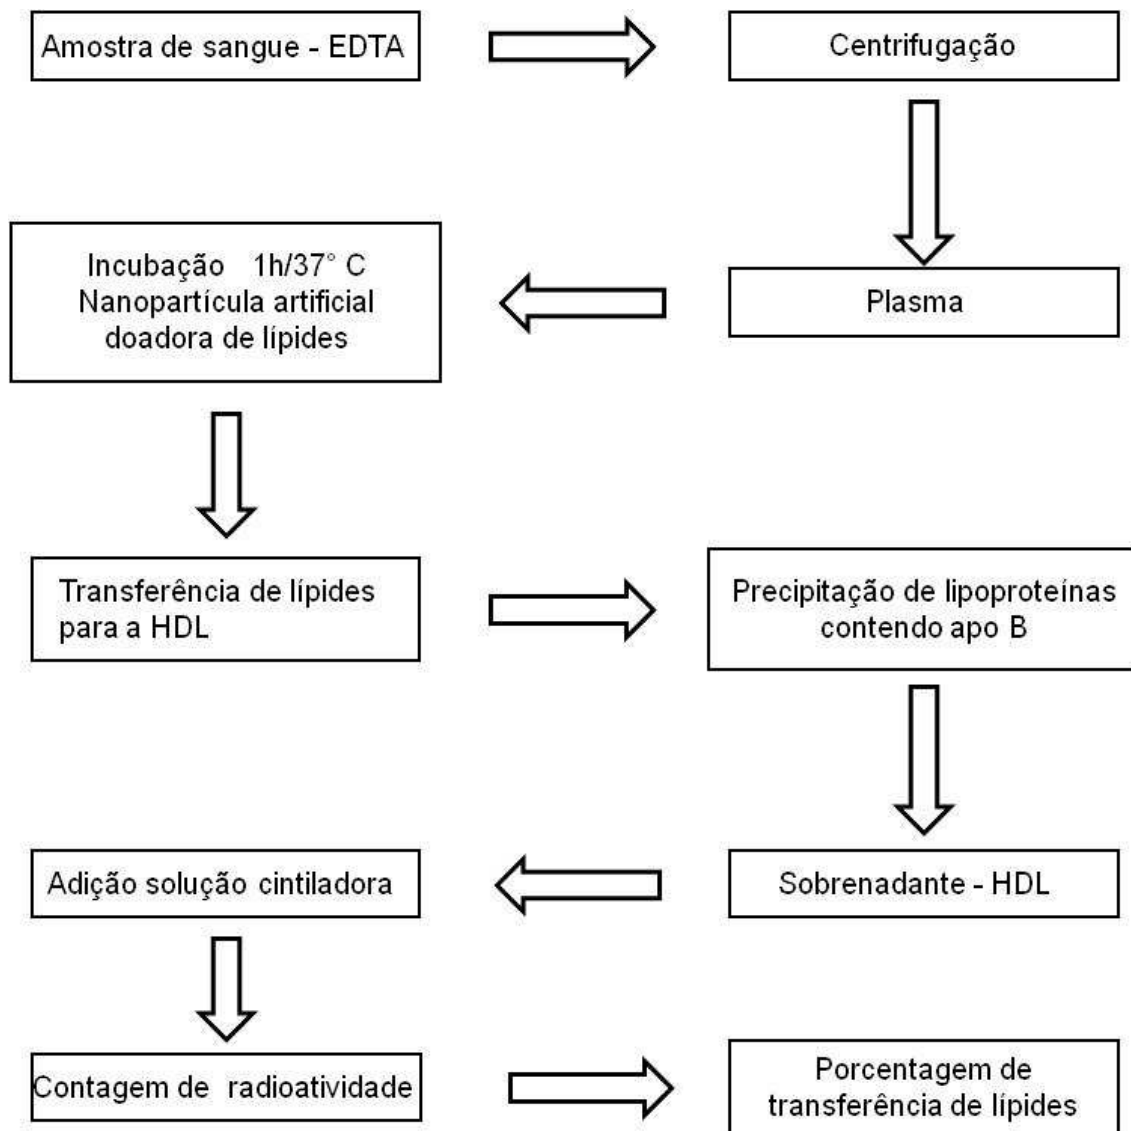 Amostra de sangue - EDTA
Centrifugação
Plasma
Incubação 1h/37° C
Nanopartícula artificial
doadora de lípides
Transferência de lípides
para a HDL
Precipitação de lipoproteínas
contendo apo B
Sobrenadante - HDL
Adição solução cintiladora
Contagem de radioatividade
Porcentagem de
transferência de lípides